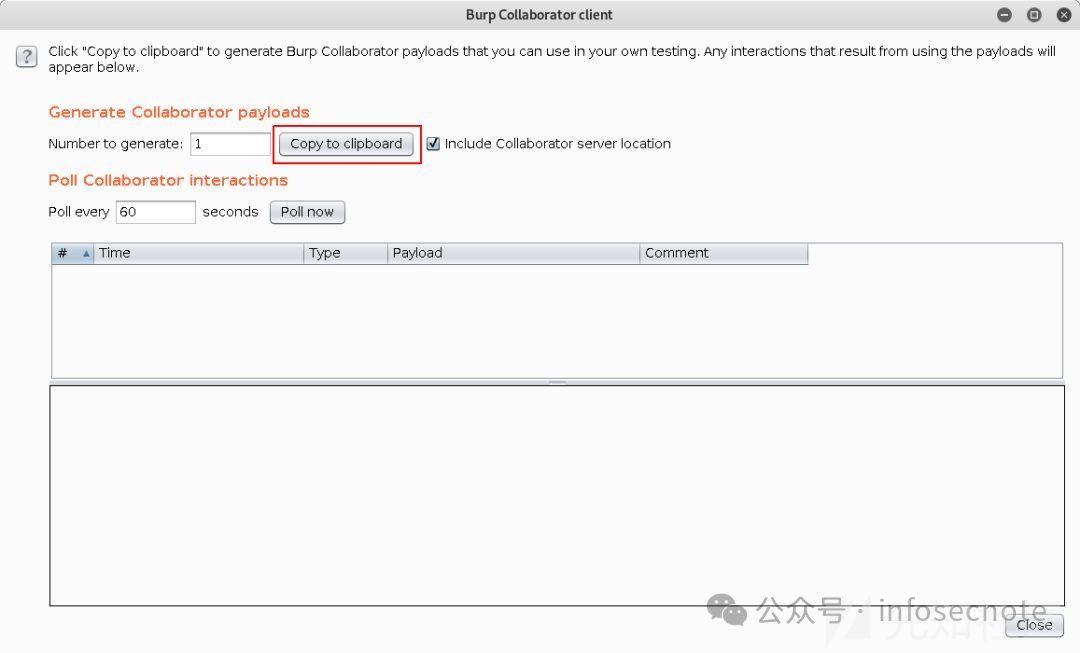 Burp Collaborator client
?
Click "Copy to clipboard" to generate Burp Collaborator payloads that you can use in your own testing. Any interactions that result from using the payloads will
appear below.
Generate Collaborator payloads
Number to generate: 1 Copy to clipboard Include Collaborator server location
Poll Collaborator interactions
Poll every 60 seconds Poll now
# Time Type Payload Comment
公众号 · infosecnote
Close